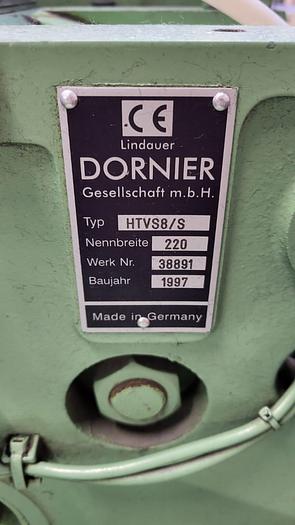 CE
Lindauer
DORNIER
Gesellschaft m.b.H.
Typ HTVS8/S
Nennbreite 220
Werk Nr. 38891
Baujahr 1997
Made in Germany